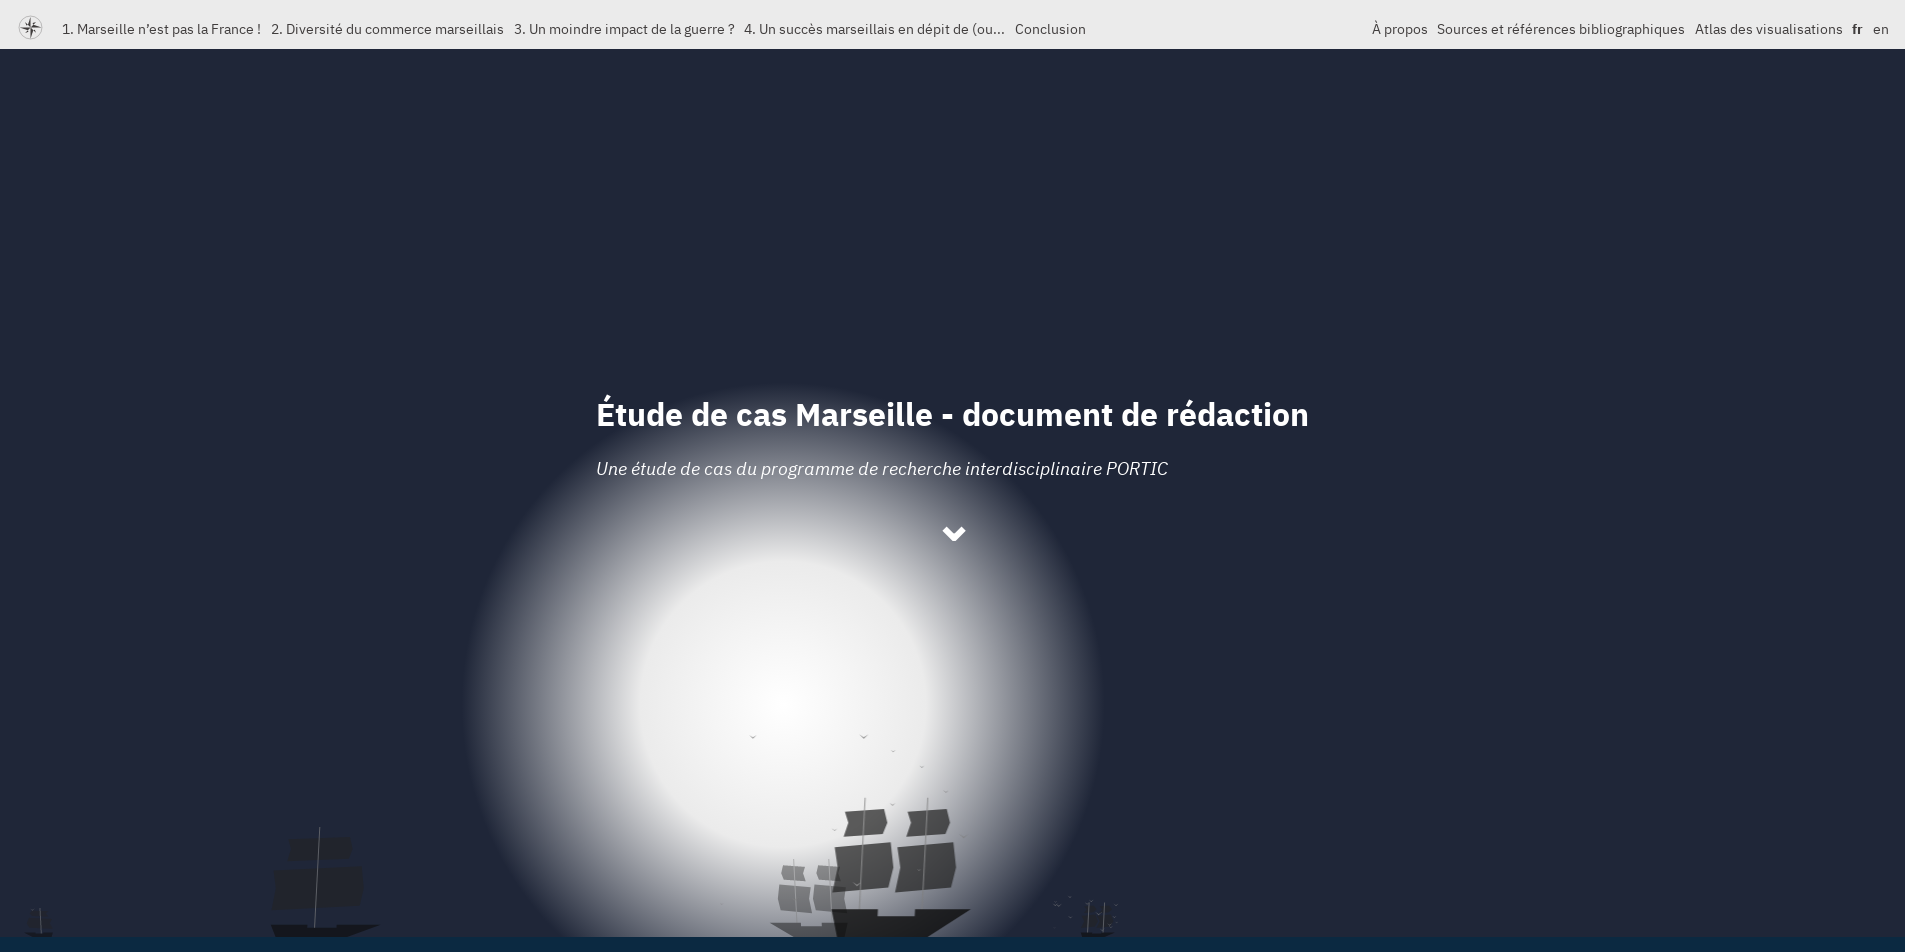 1. Marseille n’est pas la France ! 2. Diversité du commerce marseillais 3. Un moindre impact de la guerre ? 4. Un succès marseillais en dépit de (ou... Conclusion À propos Sources et références bibliographiques Atlas des visualisations fr en
Étude de cas Marseille - document de rédaction
Une étude de cas du programme de recherche interdisciplinaire PORTIC